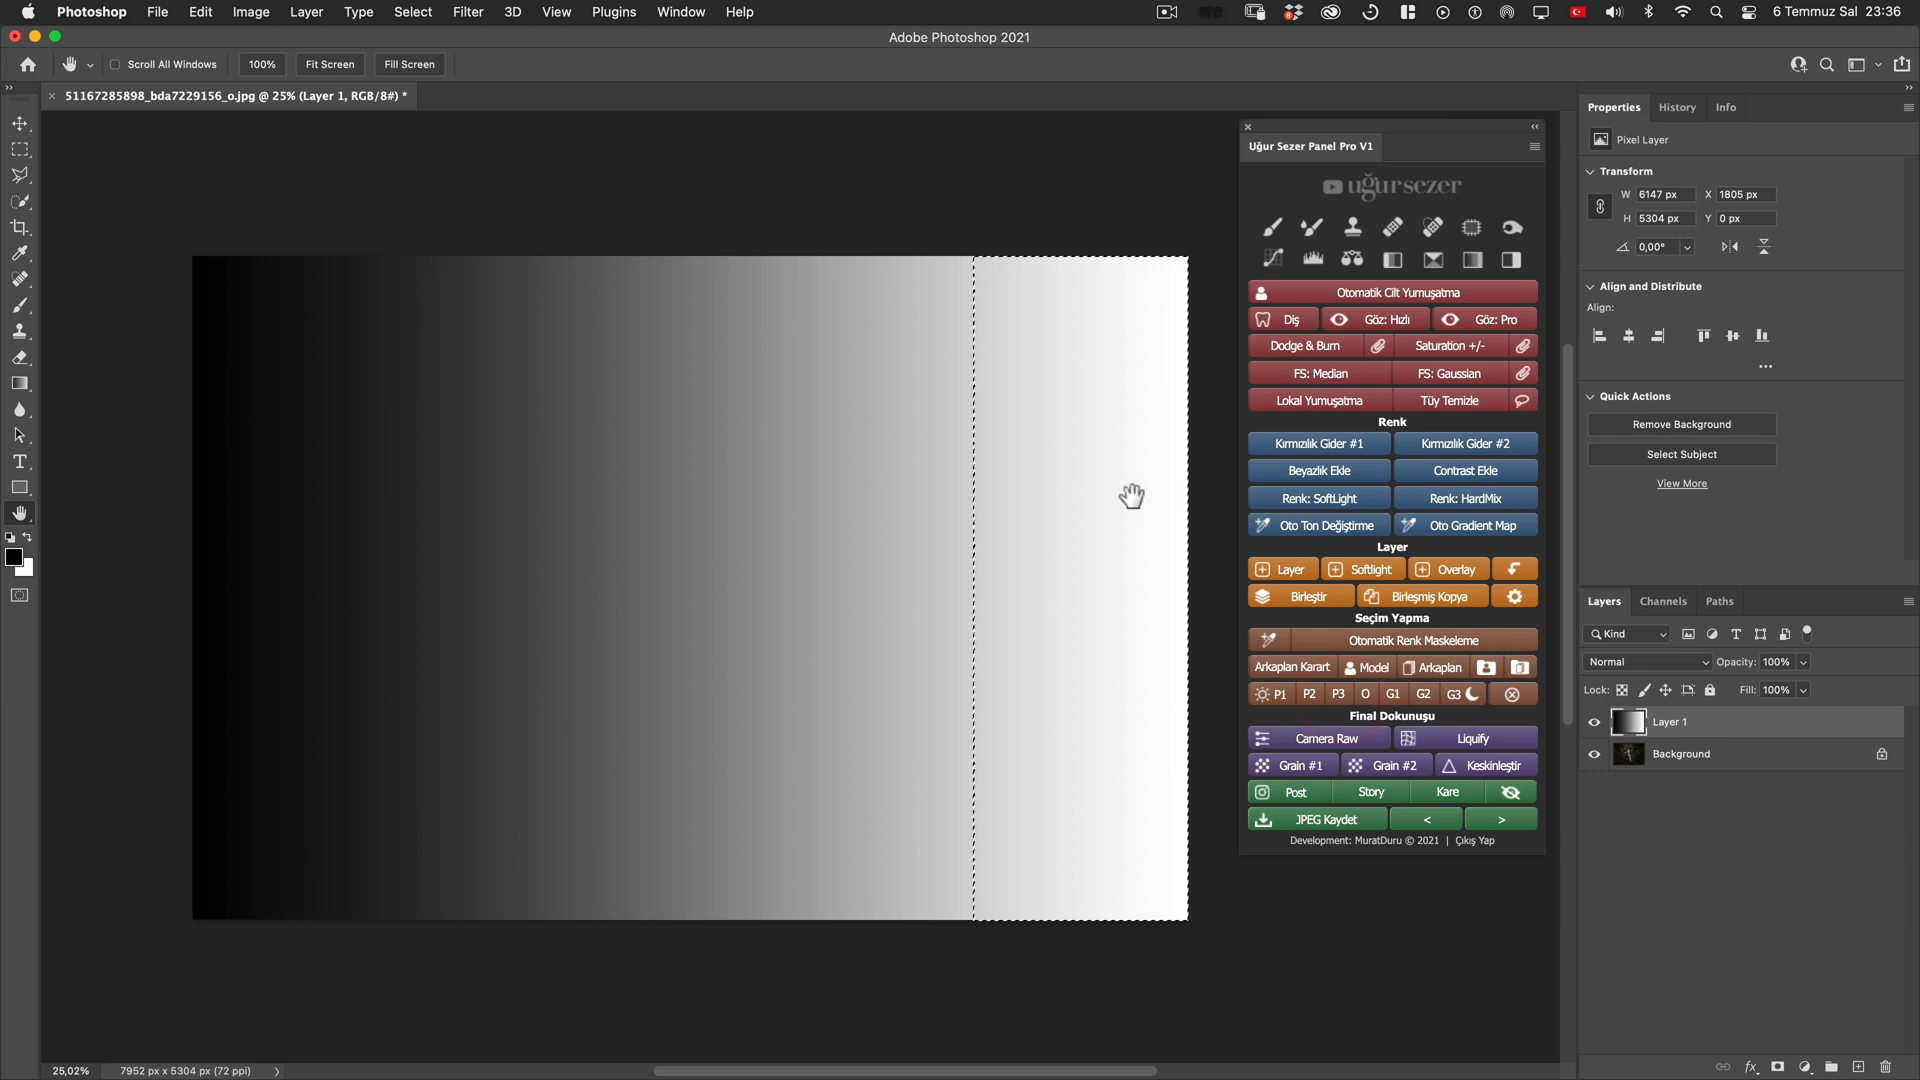 Photoshop File Edit Image Layer Type Select Filter 3D View Plugins Window Help 6 Temmuz Sal 23:36
Adobe Photoshop 2021
Scroll All Windows 100% Fit Screen Fill Screen
51167285898_bda7229156_o.jpg @ 25% (Layer 1, RGB/8#) *
Uğur Sezer Panel Pro V1
uğursezer
Otomatik Cilt Yumuşatma
Diş Göz: Hızlı Göz: Pro
Dodge & Burn Saturation +/-
FS: Median FS: Gaussian
Lokal Yumuşatma Tüy Temizle
Renk
Kırmızılık Gider #1 Kırmızılık Gider #2
Beyazlık Ekle Contrast Ekle
Renk: SoftLight Renk: HardMix
Oto Ton Değiştirme Oto Gradient Map
Layer
Layer Softlight Overlay
Birleştir Birleşmiş Kopya
Seçim Yapma
Otomatik Renk Maskeleme
Arkaplan Karart Model Arkaplan
P1 P2 P3 O G1 G2 G3
Final Dokunuşu
Camera Raw Liquify
Grain #1 Grain #2 Keskinleştir
Post Story Kare
JPEG Kaydet < >
Development: MuratDuru © 2021 | Çıkış Yap
Properties History Info
Pixel Layer
Transform
W 6147 px X 1805 px
H 5304 px Y 0 px
0,00°
Align and Distribute
Align:
Quick Actions
Remove Background
Select Subject
View More
Layers Channels Paths
Kind
Normal Opacity: 100%
Lock: Fill: 100%
Layer 1
Background
25,02% 7952 px x 5304 px (72 ppi)